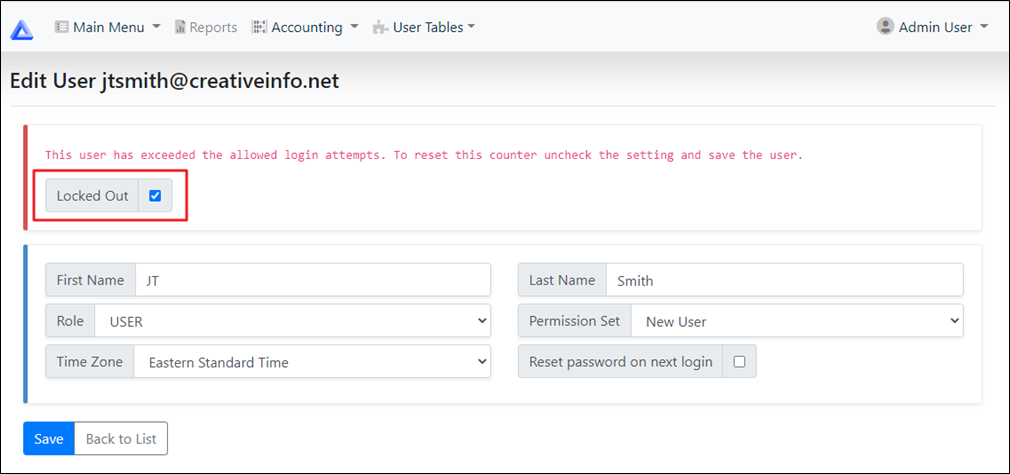 Main Menu Reports Accounting User Tables Admin User
Edit User jtsmith@creativeinfo.net
This user has exceeded the allowed login attempts. To reset this counter uncheck the setting and save the user.
Locked Out
First Name JT Last Name Smith
Role USER Permission Set New User
Time Zone Eastern Standard Time Reset password on next login
Save Back to List